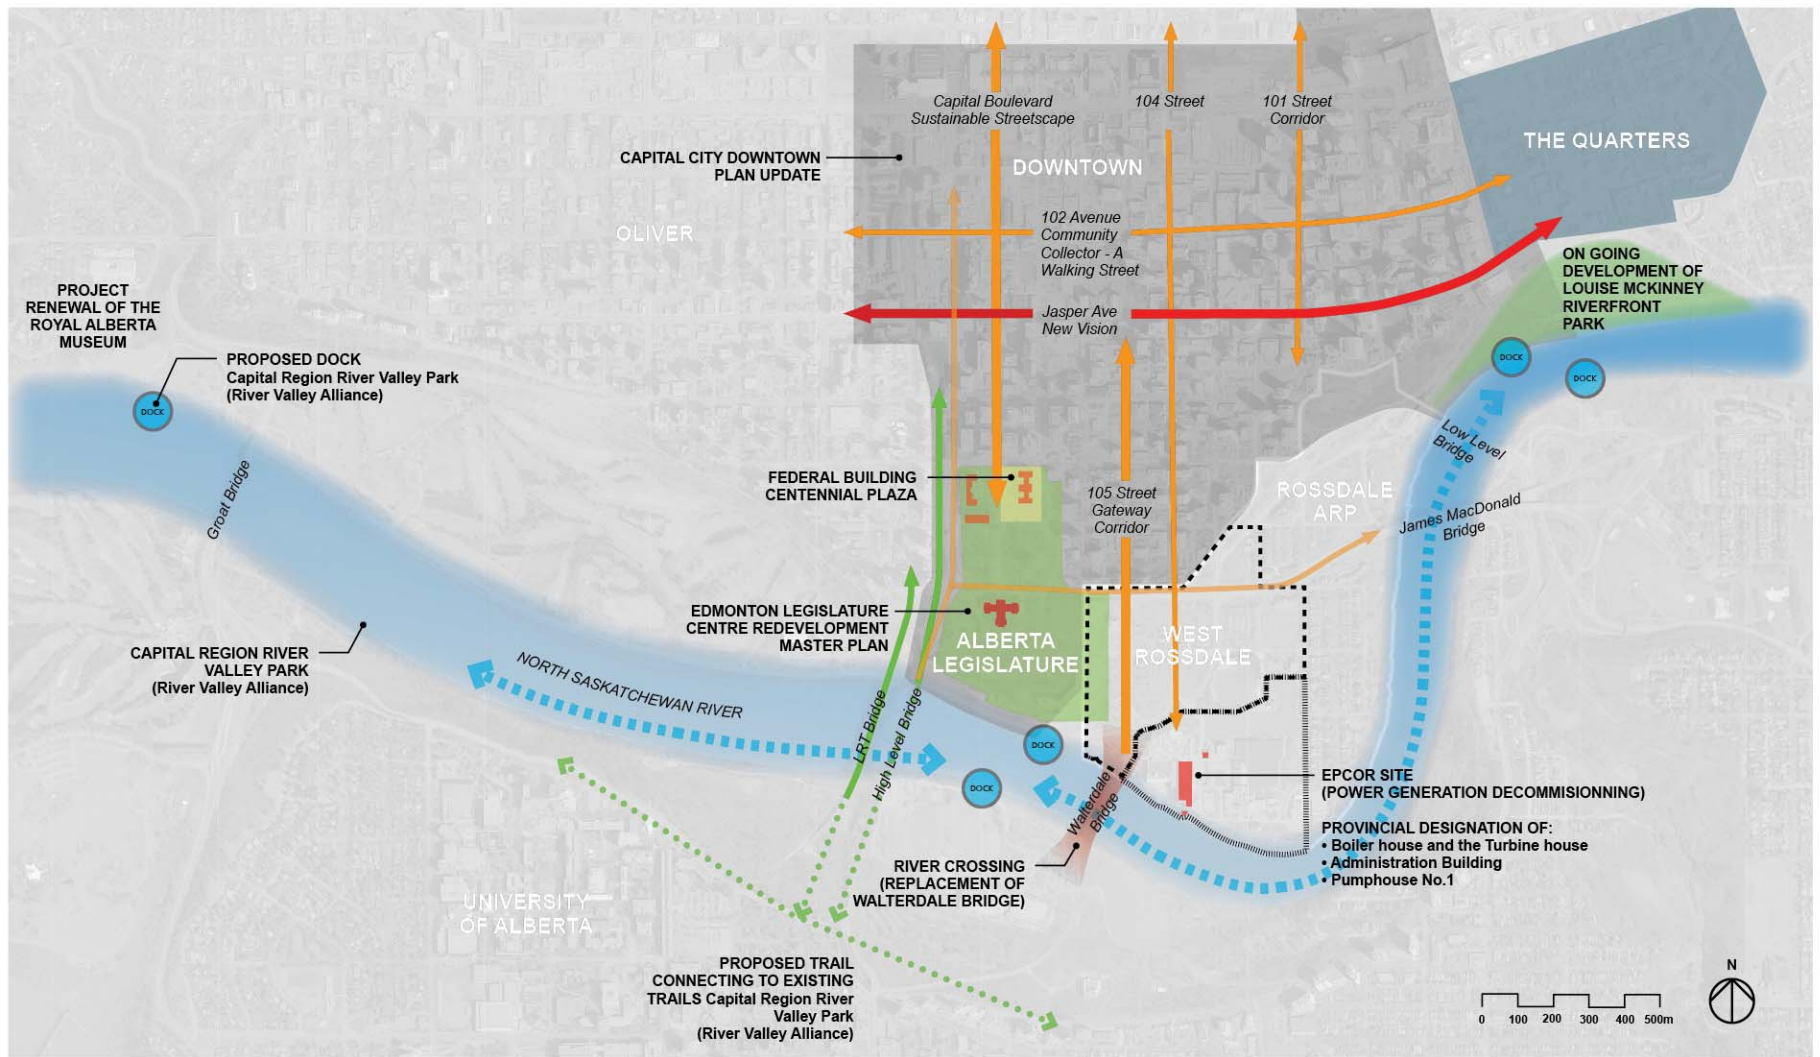 Capital Boulevard
Sustainable Streetscape
104 Street
101 Street
Corridor
THE QUARTERS
CAPITAL CITY DOWNTOWN
PLAN UPDATE
DOWNTOWN
OLIVER
102 Avenue
Community
Collector - A
Walking Street
ON GOING
DEVELOPMENT OF
LOUISE MCKINNEY
RIVERFRONT
PARK
PROJECT
RENEWAL OF THE
ROYAL ALBERTA
MUSEUM
Jasper Ave
New Vision
PROPOSED DOCK
Capital Region River Valley Park
(River Valley Alliance)
DOCK
DOCK
DOCK
Groat Bridge
Low Level
Bridge
FEDERAL BUILDING
CENTENNIAL PLAZA
105 Street
Gateway
Corridor
ROSSDALE
ARP
James MacDonald
Bridge
EDMONTON LEGISLATURE
CENTRE REDEVELOPMENT
MASTER PLAN
ALBERTA
LEGISLATURE
WEST
ROSSDALE
CAPITAL REGION RIVER
VALLEY PARK
(River Valley Alliance)
NORTH SASKATCHEWAN RIVER
LRT Bridge
High Level Bridge
DOCK
DOCK
Walterdale
Bridge
EPCOR SITE
(POWER GENERATION DECOMMISIONNING)
PROVINCIAL DESIGNATION OF:
• Boiler house and the Turbine house
• Administration Building
• Pumphouse No.1
RIVER CROSSING
(REPLACEMENT OF
WALTERDALE BRIDGE)
UNIVERSITY
OF ALBERTA
PROPOSED TRAIL
CONNECTING TO EXISTING
TRAILS Capital Region River
Valley Park
(River Valley Alliance)
N
0 100 200 300 400 500m